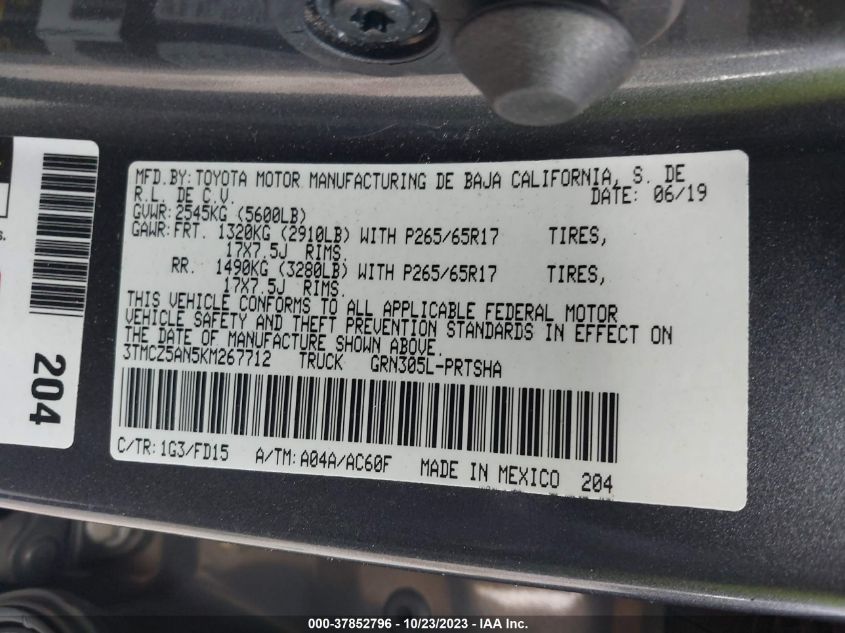 MFD.BY:TOYOTA MOTOR MANUFACTURING DE BAJA CALIFORNIA, S. DE
R.L. DE C.V.
DATE: 06/19
GVWR:2545KG (5600LB)
GAWR:FRT. 1320KG (2910LB) WITH P265/65R17 TIRES,
17X7.5J RIMS.
RR. 1490KG (3280LB) WITH P265/65R17 TIRES,
17X7.5J RIMS.
THIS VEHICLE CONFORMS TO ALL APPLICABLE FEDERAL MOTOR
VEHICLE SAFETY AND THEFT PREVENTION STANDARDS IN EFFECT ON
THE DATE OF MANUFACTURE SHOWN ABOVE.
3TMCZ5AN5KM267712 TRUCK GRN305L-PRTSHA
C/TR:1G3/FD15 A/TM:A04A/AC60F MADE IN MEXICO 204
204
000-37852796 - 10/23/2023 - IAA Inc.